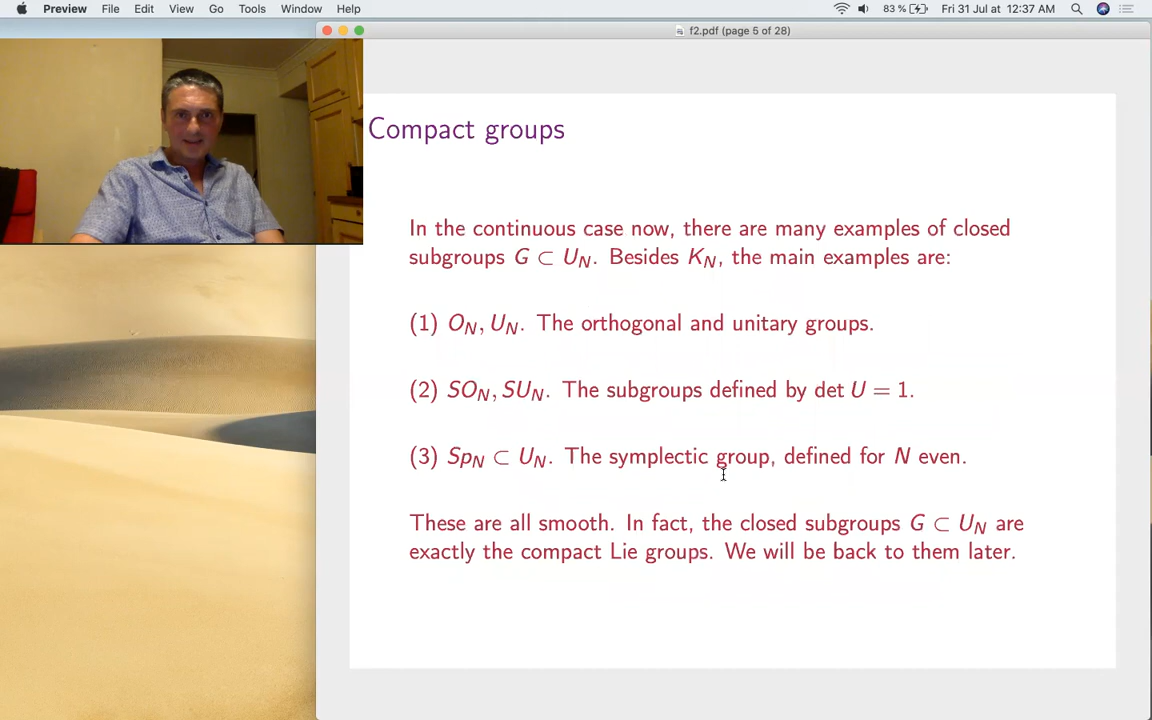 Preview File Edit View Go Tools Window Help 83 % Fri 31 Jul at 12:37 AM
f2.pdf (page 5 of 28)
Compact groups
In the continuous case now, there are many examples of closed
subgroups G ⊂ U_N. Besides K_N, the main examples are:
(1) O_N, U_N. The orthogonal and unitary groups.
(2) SO_N, SU_N. The subgroups defined by det U = 1.
(3) Sp_N ⊂ U_N. The symplectic group, defined for N even.
These are all smooth. In fact, the closed subgroups G ⊂ U_N are
exactly the compact Lie groups. We will be back to them later.